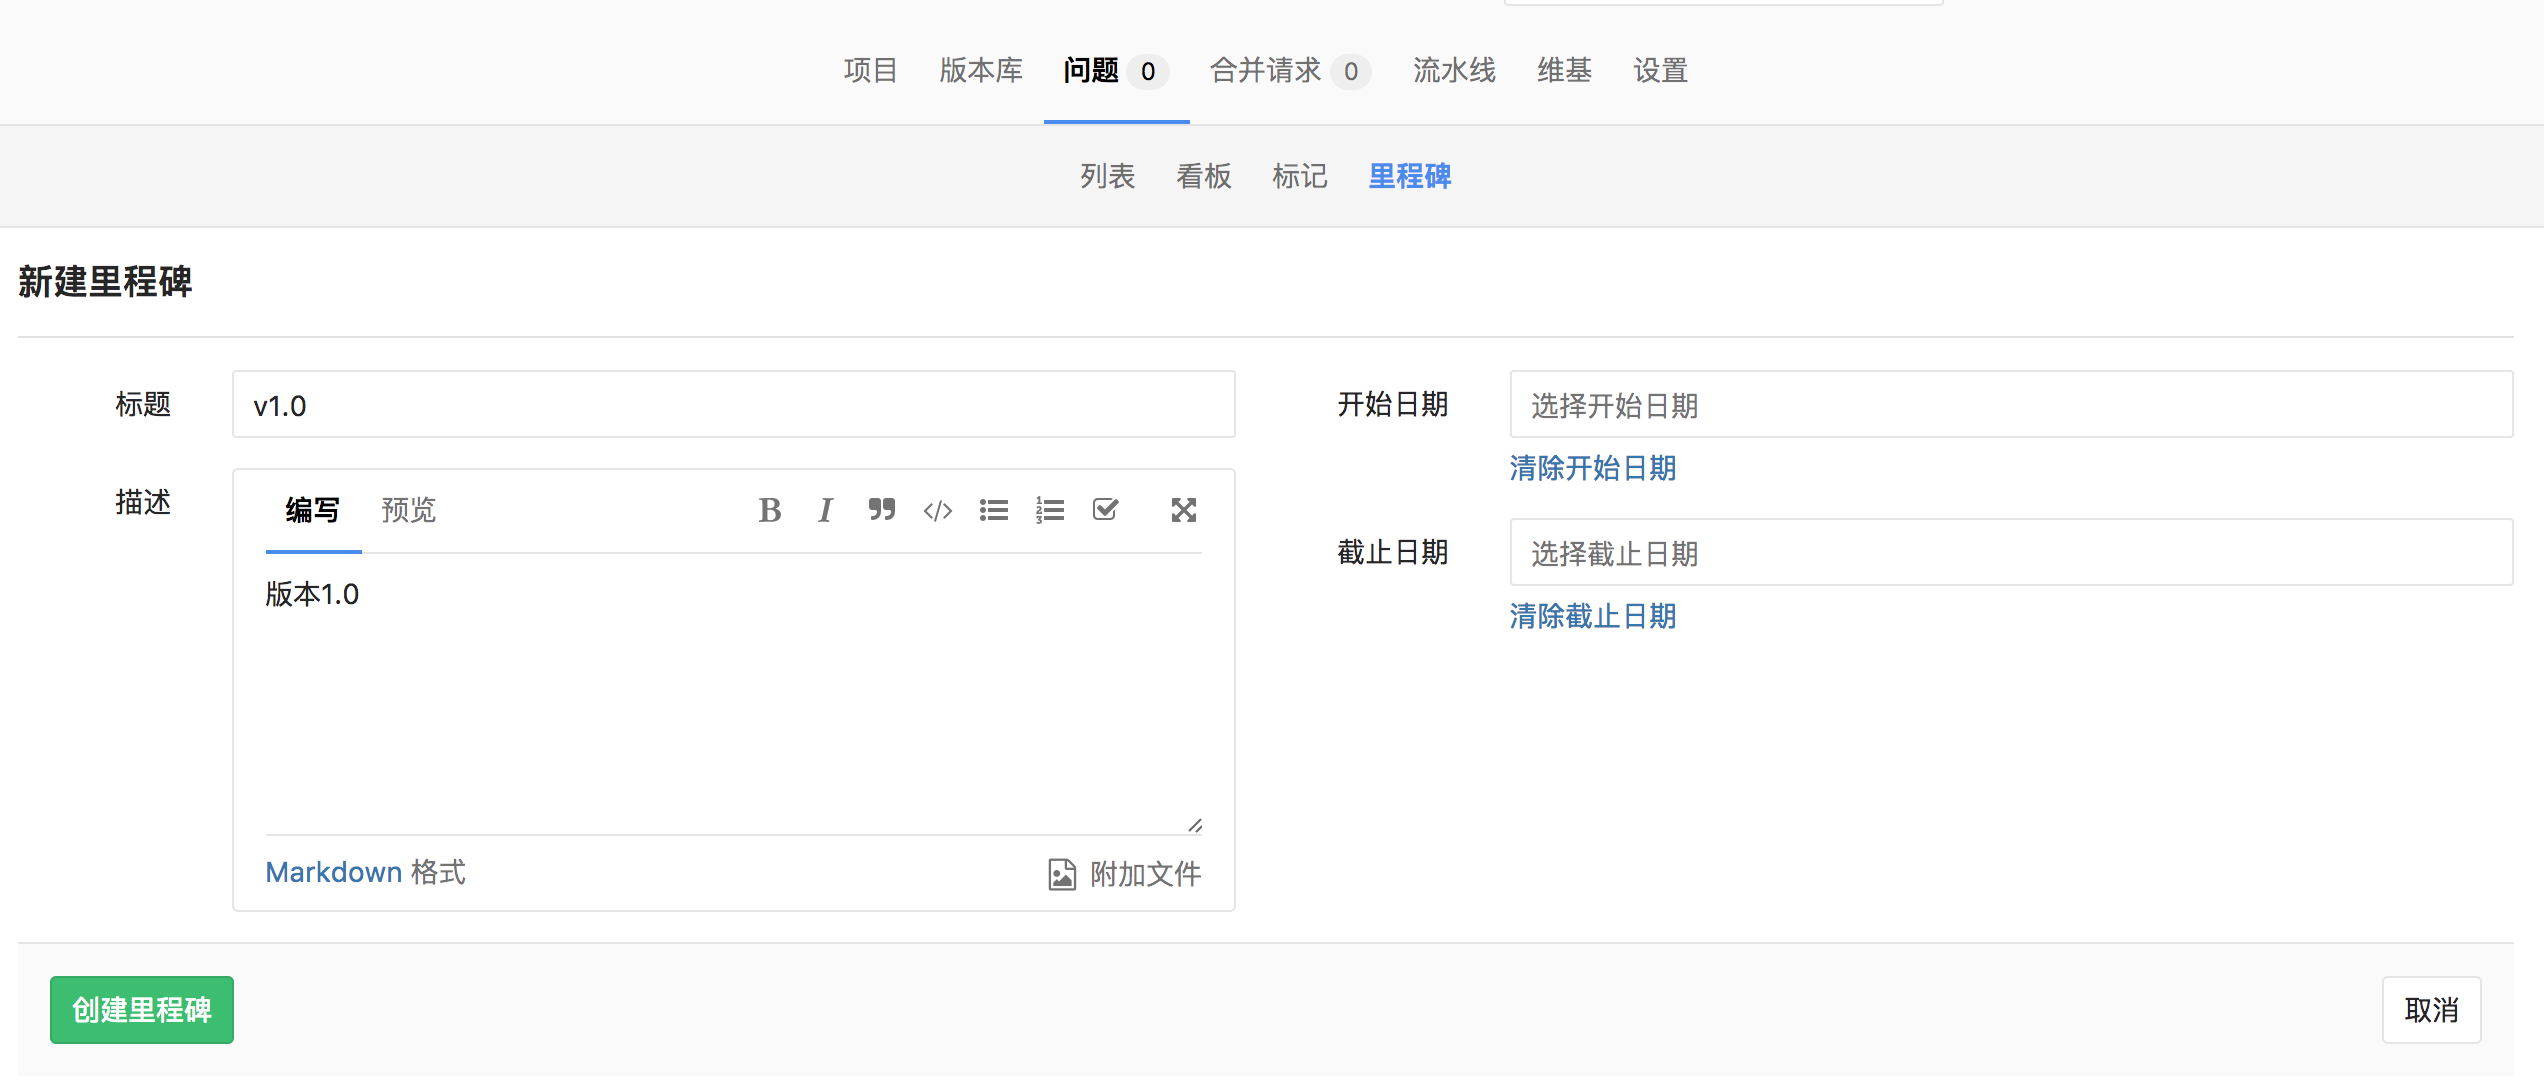 项目 版本库 问题 0 合并请求 0 流水线 维基 设置
列表 看板 标记 里程碑
新建里程碑
标题 v1.0
开始日期 选择开始日期
清除开始日期
描述 编写 预览
截止日期 选择截止日期
清除截止日期
版本1.0
Markdown 格式 附加文件
创建里程碑 取消